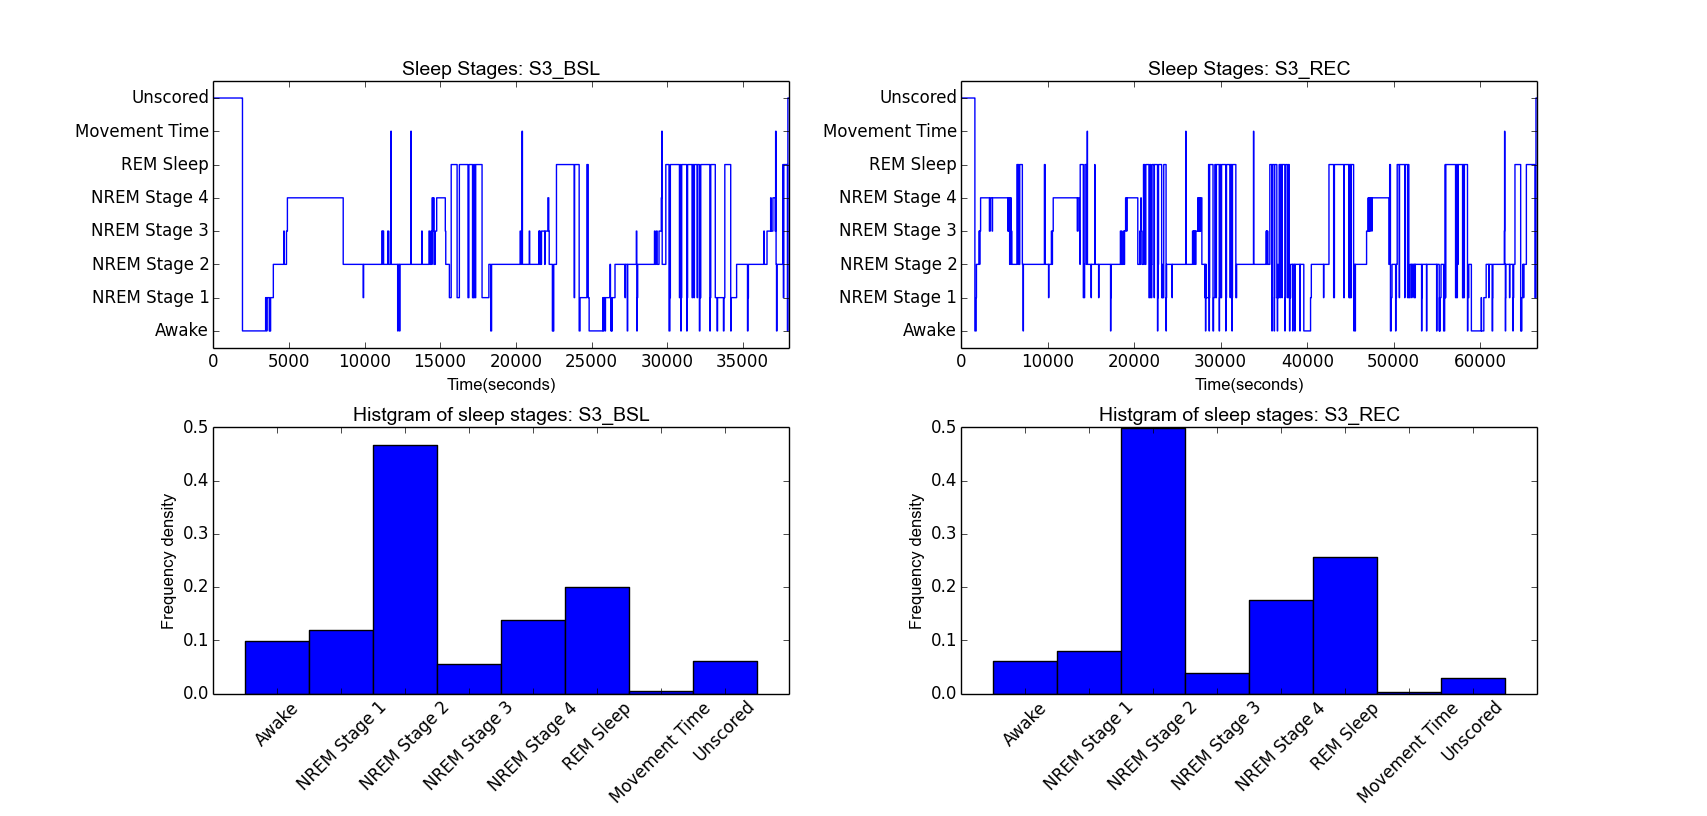 Sleep Stages: S3_BSL
Unscored
Movement Time
REM Sleep
NREM Stage 4
NREM Stage 3
NREM Stage 2
NREM Stage 1
Awake
0 5000 10000 15000 20000 25000 30000 35000
Time(seconds)
Sleep Stages: S3_REC
Unscored
Movement Time
REM Sleep
NREM Stage 4
NREM Stage 3
NREM Stage 2
NREM Stage 1
Awake
0 10000 20000 30000 40000 50000 60000
Time(seconds)
Histgram of sleep stages: S3_BSL
Frequency density
0.5
0.4
0.3
0.2
0.1
0.0
Awake
NREM Stage 1
NREM Stage 2
NREM Stage 3
NREM Stage 4
REM Sleep
Movement Time
Unscored
Histgram of sleep stages: S3_REC
Frequency density
0.5
0.4
0.3
0.2
0.1
0.0
Awake
NREM Stage 1
NREM Stage 2
NREM Stage 3
NREM Stage 4
REM Sleep
Movement Time
Unscored